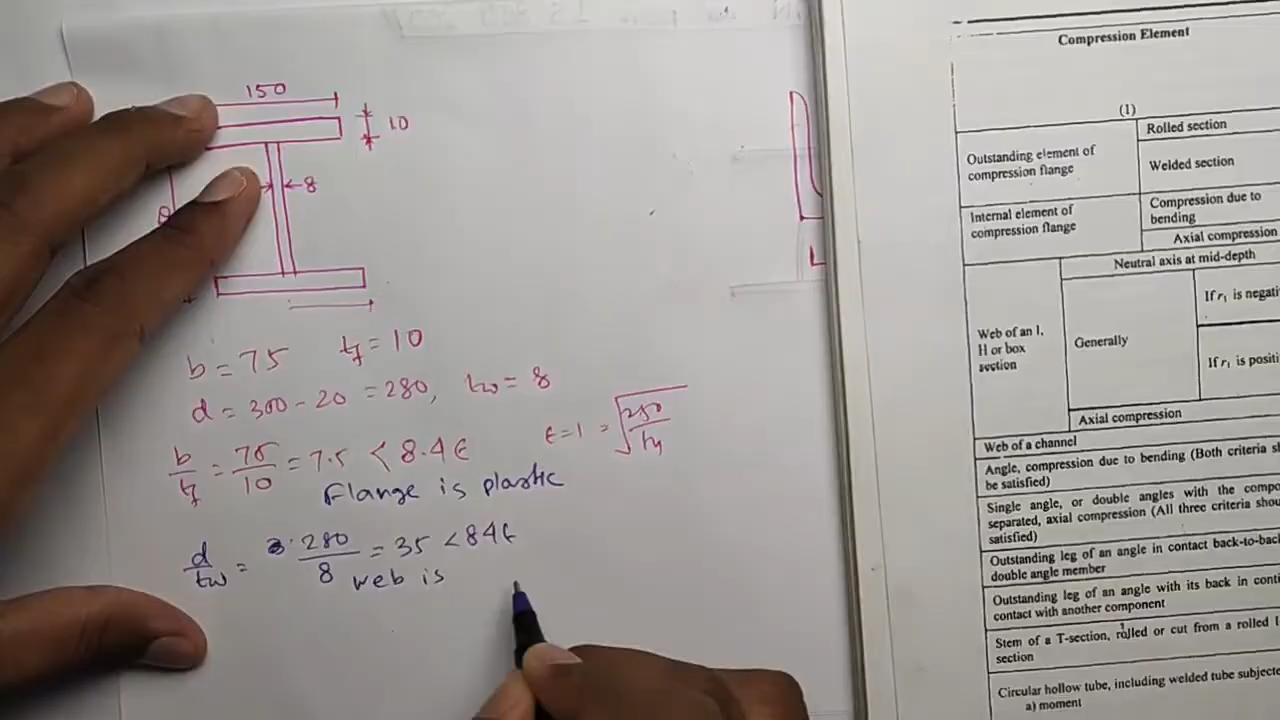 150
10
8
b = 75 tf = 10
d = 300 - 20 = 280, tw = 8
b/tf = 75/10 = 7.5 < 8.4ϵ ϵ = 1 = √250/fy
Flange is plastic
d/tw = 280/8 = 35 < 84ϵ
web is
Compression Element
(1)
Outstanding element of
compression flange
Rolled section
Welded section
Internal element of
compression flange
Compression due to
bending
Axial compression
Web of an I,
H or box
section
Neutral axis at mid-depth
Generally
If r₁ is negati
If r₁ is positi
Axial compression
Web of a channel
Angle, compression due to bending (Both criteria s
be satisfied)
Single angle, or double angles with the compo
separated, axial compression (All three criteria shou
satisfied)
Outstanding leg of an angle in contact back-to-back
double angle member
Outstanding leg of an angle with its back in conti
contact with another component
Stem of a T-section, rolled or cut from a rolled I
section
Circular hollow tube, including welded tube subjecte
a) moment